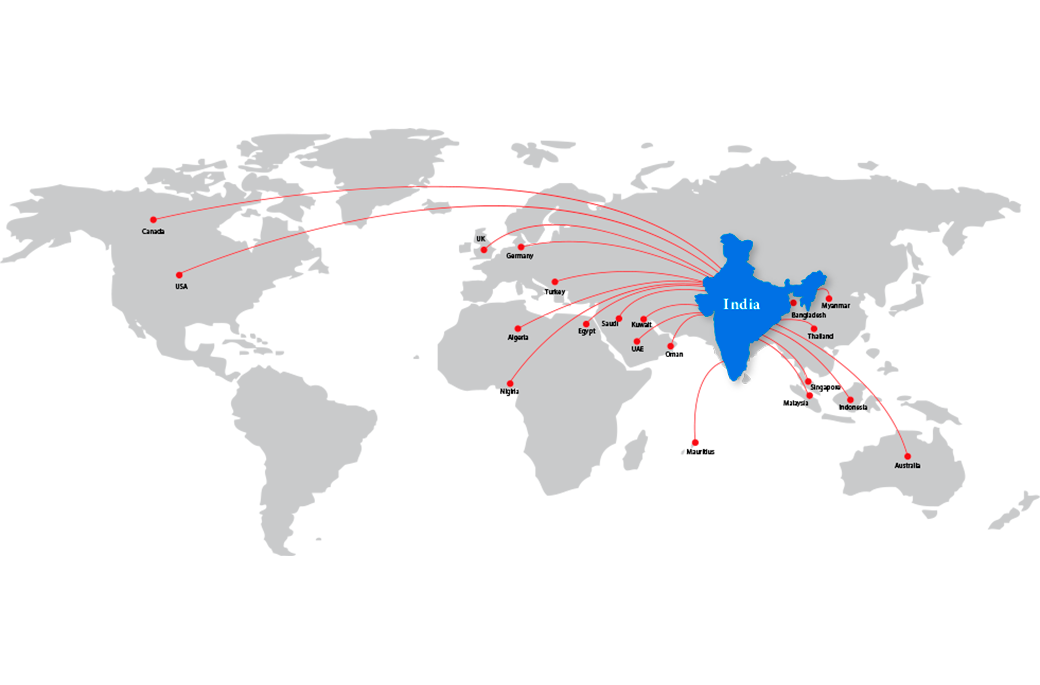 Canada
USA
UK
Germany
Turkey
Algeria
Nigiria
Egypt
Saudi
Kuwait
UAE
Oman
India
Myanmar
Bangladesh
Thailand
Singapore
Malaysia
Indonesia
Mauritius
Australia